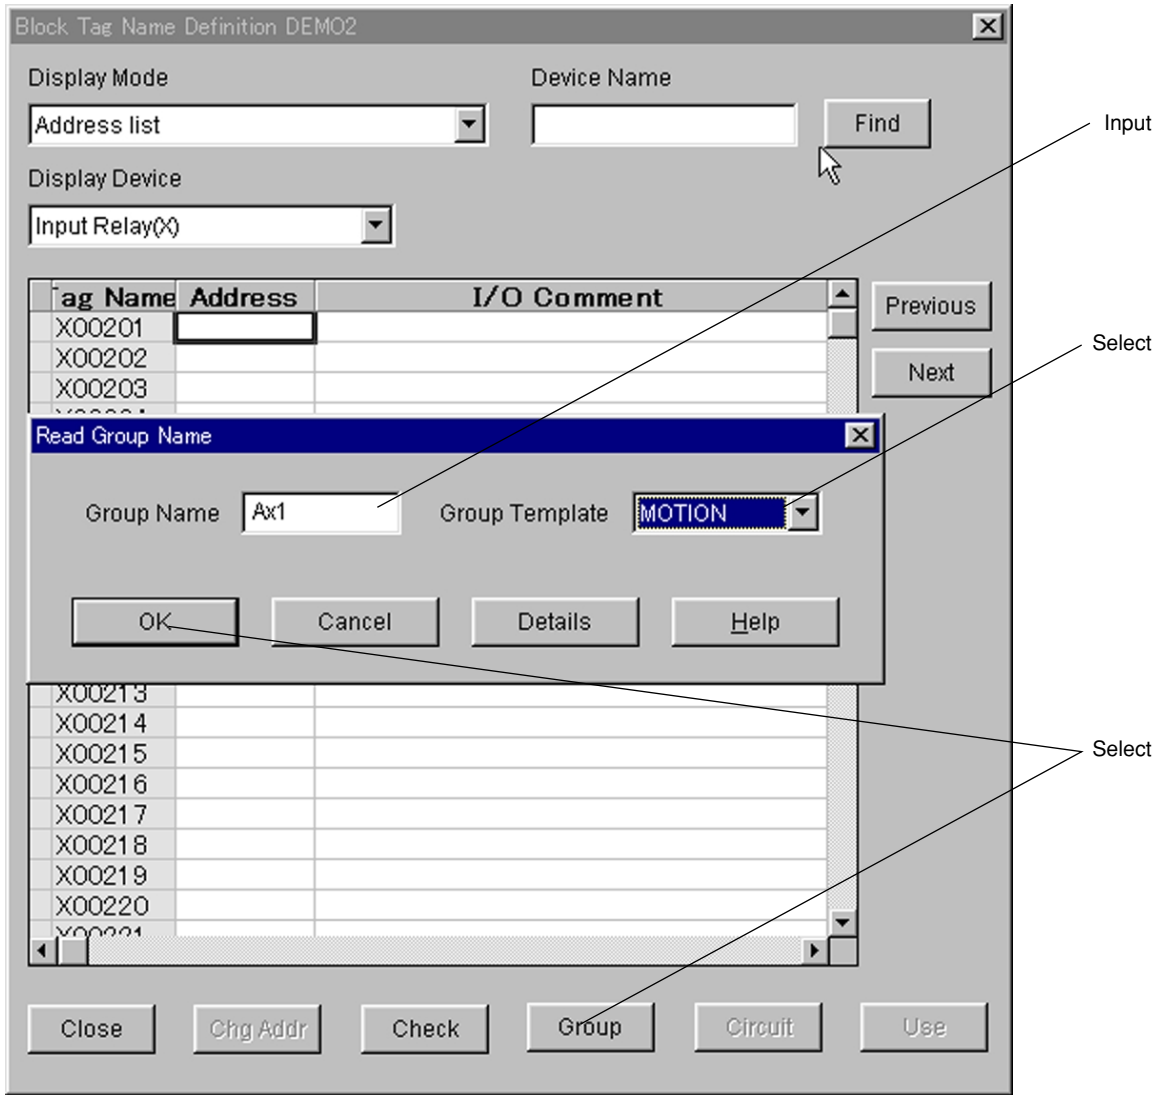 Block Tag Name Definition DEMO2
Display Mode
Device Name
Address list
Find
Input
Display Device
Input Relay(X)
Tag Name Address I/O Comment
Previous
X00201
X00202
Select
Next
X00203
Read Group Name
Group Name Ax1 Group Template MOTION
OK Cancel Details Help
X00213
X00214
X00215
Select
X00216
X00217
X00218
X00219
X00220
X00221
Close Chg Addr Check Group Circuit Use